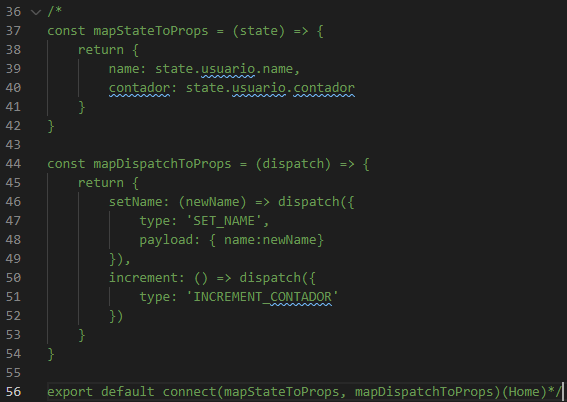 36 /*
37 const mapStateToProps = (state) => {
38     return {
39         name: state.usuario.name,
40         contador: state.usuario.contador
41     }
42 }
43
44 const mapDispatchToProps = (dispatch) => {
45     return {
46         setName: (newName) => dispatch({
47             type: 'SET_NAME',
48             payload: { name:newName}
49         }),
50         increment: () => dispatch({
51             type: 'INCREMENT_CONTADOR'
52         })
53     }
54 }
55
56 export default connect(mapStateToProps, mapDispatchToProps)(Home)*/